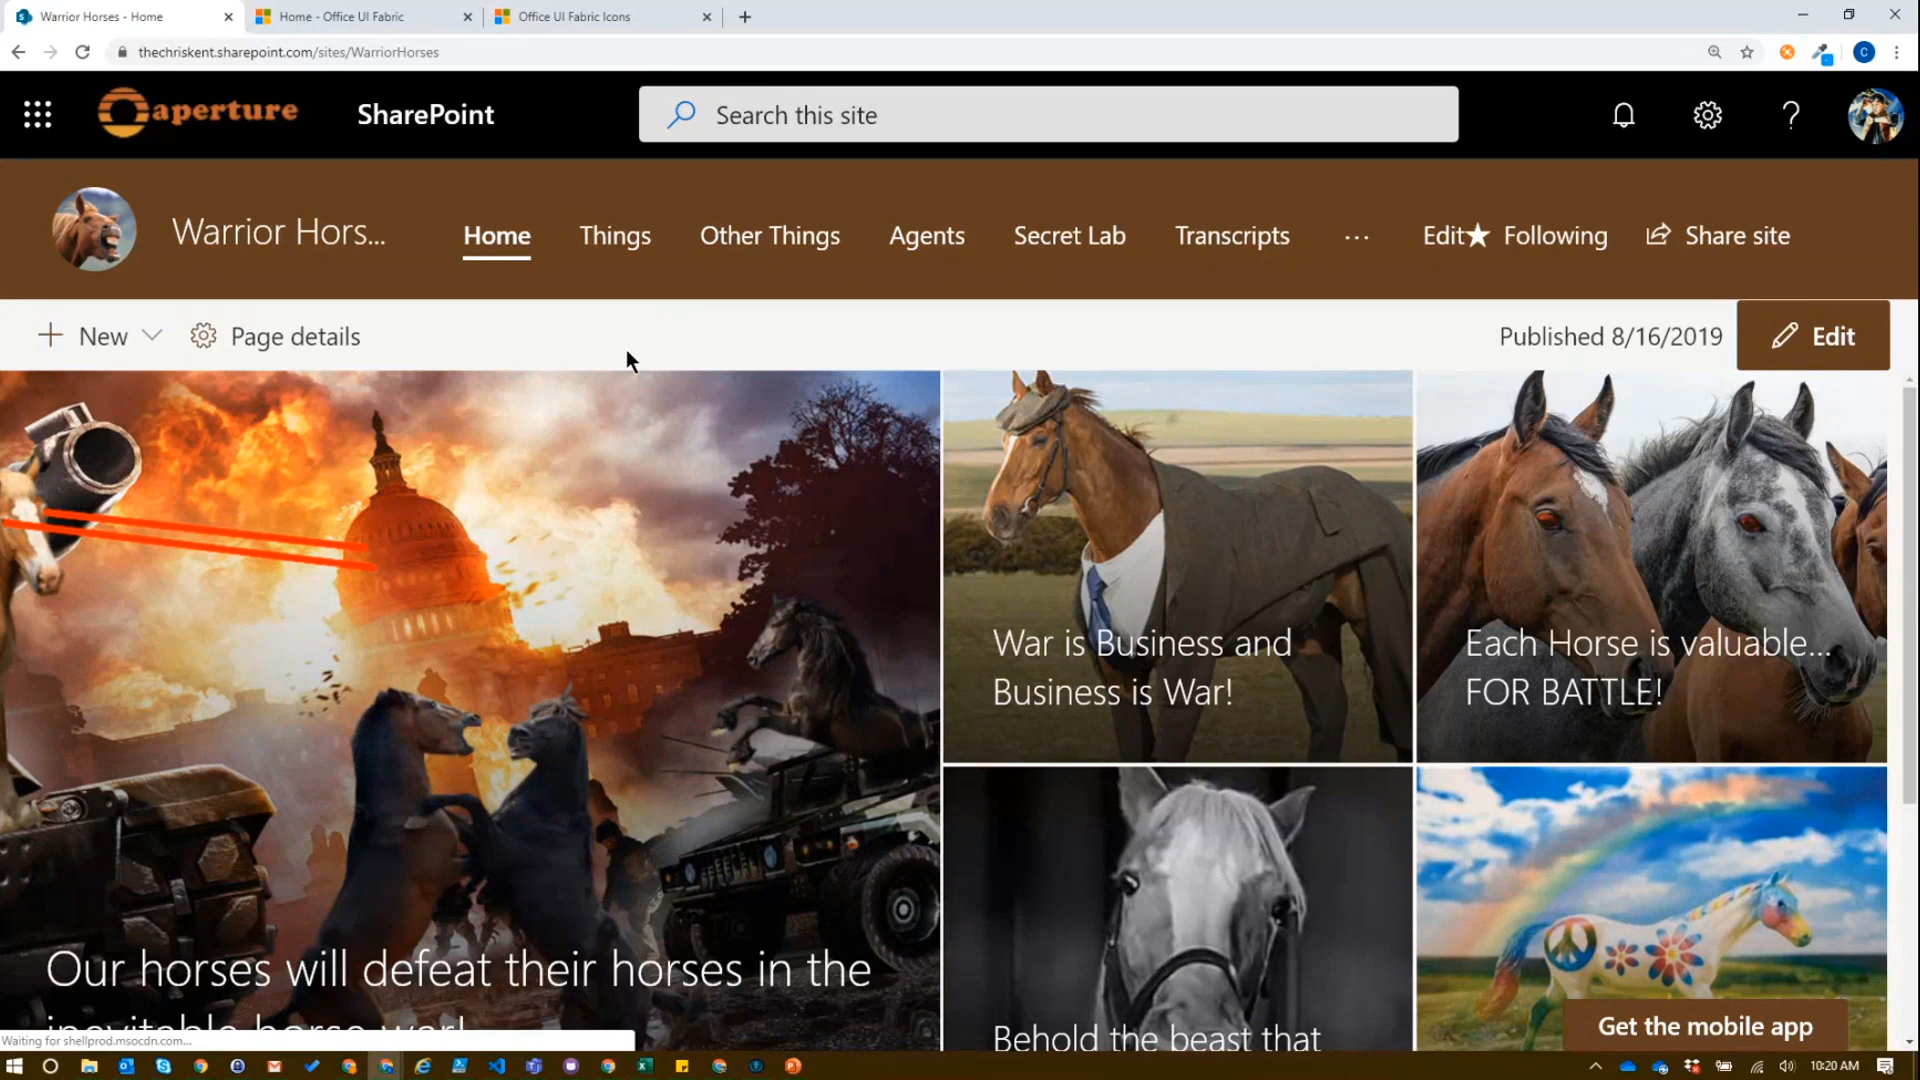 Warrior Horses - Home
Home - Office UI Fabric
Office UI Fabric Icons
thechriskent.sharepoint.com/sites/WarriorHorses
C
aperture
SharePoint
Search this site
Warrior Hors...
Home
Things
Other Things
Agents
Secret Lab
Transcripts
...
Edit
Following
Share site
New
Page details
Published 8/16/2019
Edit
War is Business and
Business is War!
Each Horse is valuable...
FOR BATTLE!
Our horses will defeat their horses in the
inevitable horse war!
Behold the beast that
Get the mobile app
Waiting for shellprod.msocdn.com...
10:20 AM